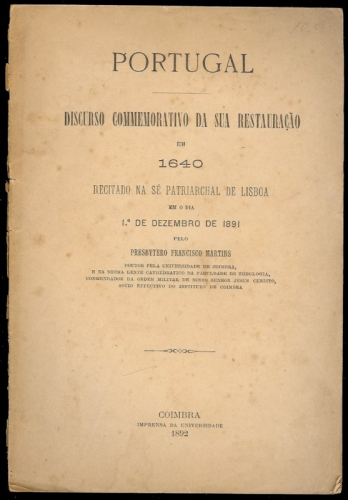 PORTUGAL
DISCURSO COMMEMORATIVO DA SUA RESTAURAÇÃO
EM
1640
RECITADO NA SÉ PATRIARCHAL DE LISBOA
EM O DIA
1.º DE DEZEMBRO DE 1891
PELO
PRESBYTERO FRANCISCO MARTINS
DOUTOR PELA UNIVERSIDADE DE COIMBRA,
E NA MESMA LENTE CATHEDRATICO DA FACULDADE DE THEOLOGIA,
COMMENDADOR DA ORDEM MILITAR DE NOSSO SENHOR JESUS CHRISTO,
SOCIO EFFECTIVO DO INSTITUTO DE COIMBRA
COIMBRA
IMPRENSA DA UNIVERSIDADE
1892